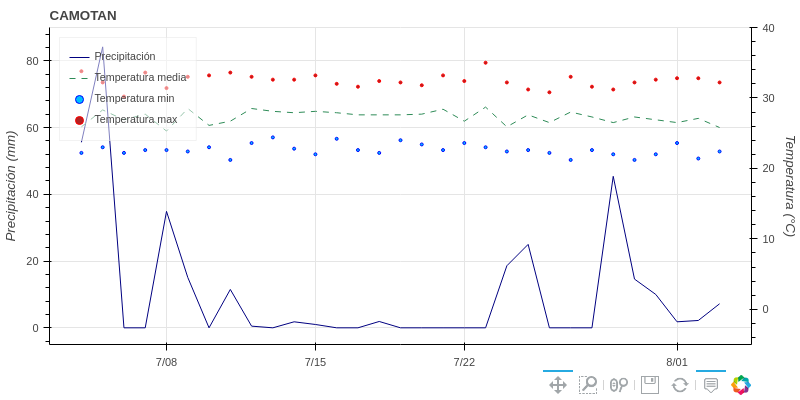 CAMOTAN
Precipitación
Temperatura media
Temperatura min
Temperatura max
Precipitación (mm)
80
60
40
20
0
Temperatura (°C)
40
30
20
10
0
7/08
7/15
7/22
8/01